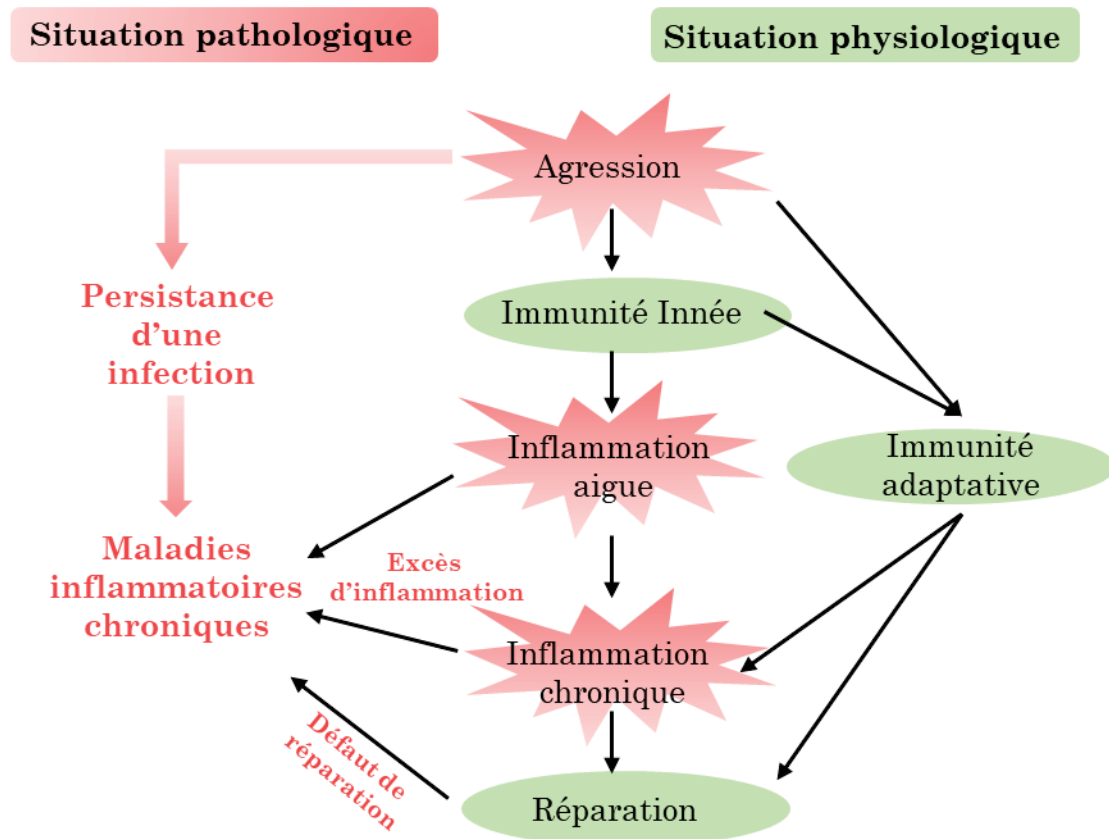 Situation pathologique
Situation physiologique
Agression
Persistance
d'une
infection
Immunité Innée
Inflammation
aigue
Immunité
adaptative
Maladies
inflammatoires
chroniques
Excès
d'inflammation
Inflammation
chronique
Défaut de
réparation
Réparation